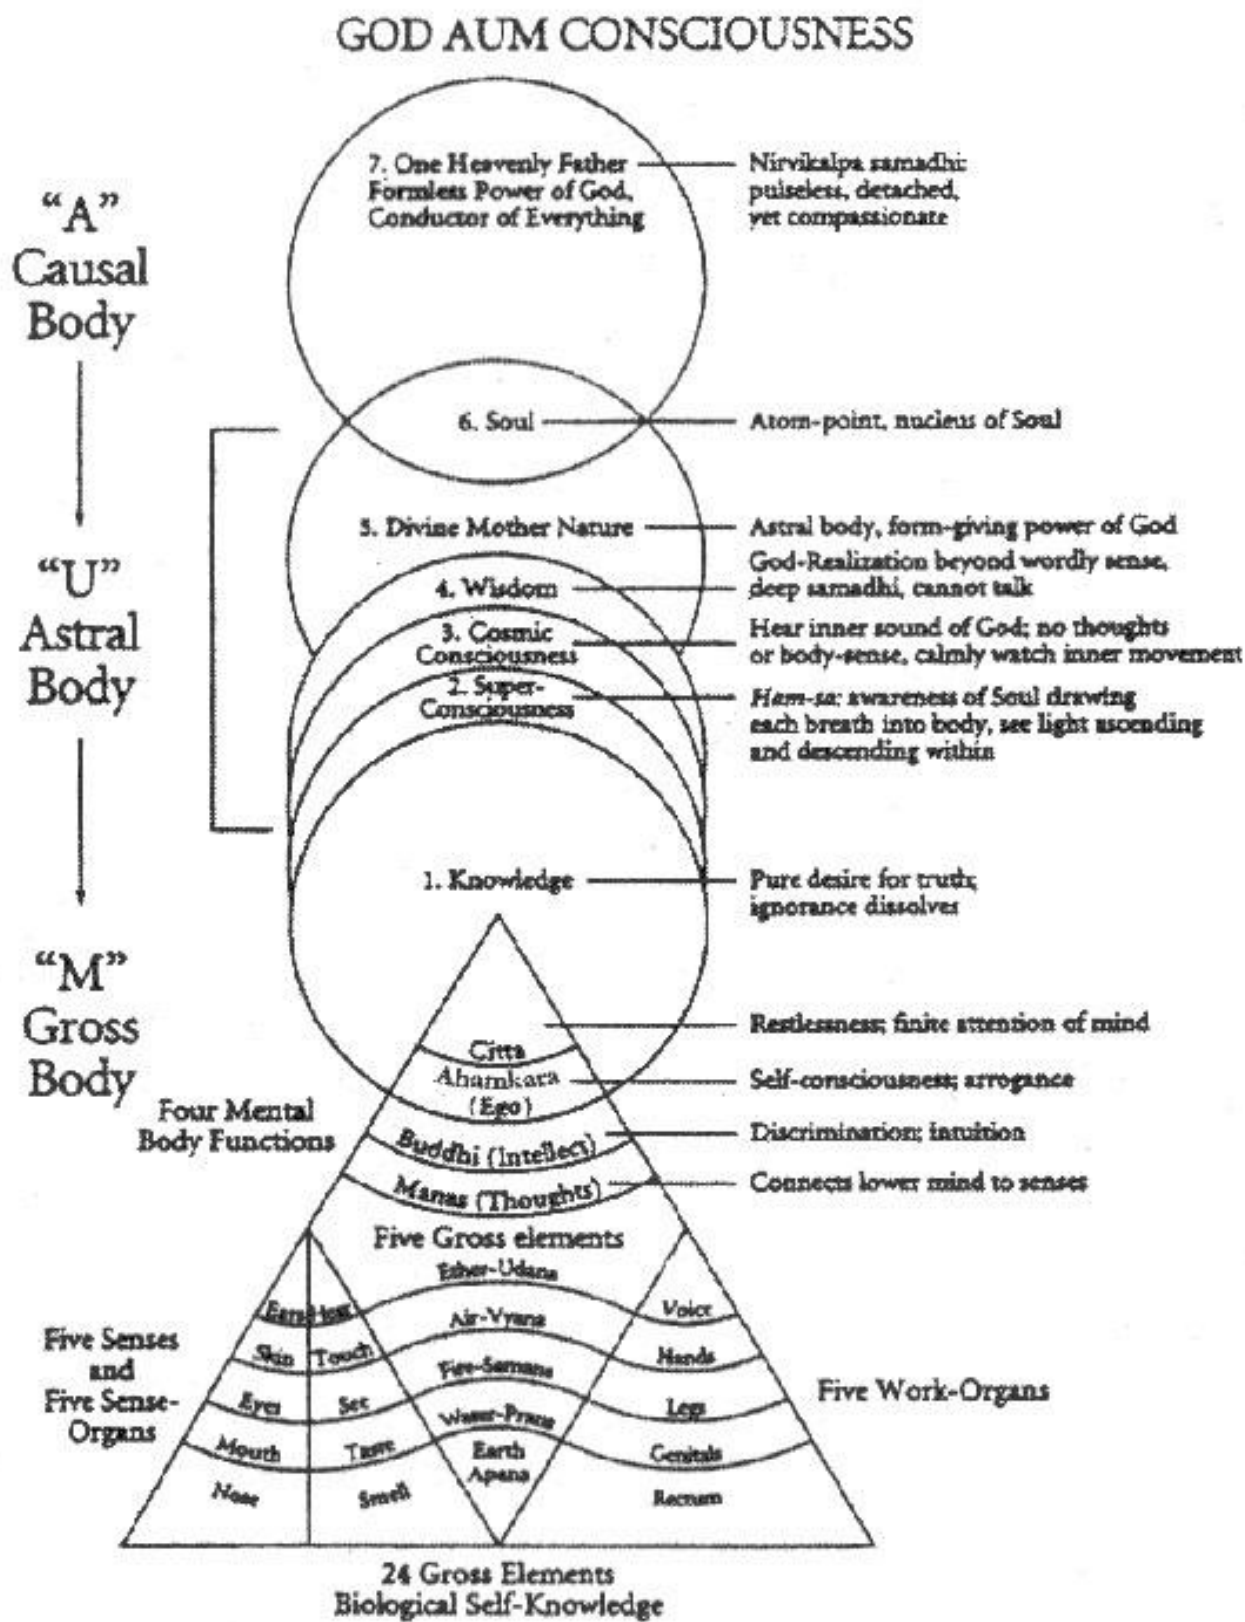 GOD AUM CONSCIOUSNESS
"A"
Causal
Body
7. One Heavenly Father
Formless Power of God,
Conductor of Everything
Nirvikalpa samadhi:
pulseless, detached,
yet compassionate
6. Soul
Atom-point, nucleus of Soul
"U"
Astral
Body
5. Divine Mother Nature
Astral body, form-giving power of God
4. Wisdom
God-Realization beyond wordly sense,
deep samadhi, cannot talk
3. Cosmic
Consciousness
Hear inner sound of God; no thoughts
or body-sense, calmly watch inner movement
2. Super-
Consciousness
Ham-sa: awareness of Soul drawing
each breath into body, see light ascending
and descending within
1. Knowledge
Pure desire for truth;
ignorance dissolves
"M"
Gross
Body
Four Mental
Body Functions
Citta
Restlessness; finite attention of mind
Ahamkara
(Ego)
Self-consciousness; arrogance
Buddhi (Intellect)
Discrimination; intuition
Manas (Thoughts)
Connects lower mind to senses
Five Gross elements
Five Senses
and
Five Sense-
Organs
Ears Hear
Ether-Udana
Voice
Skin Touch
Air-Vyana
Hands
Eyes See
Fire-Samana
Legs
Mouth Taste
Water-Prana
Genitals
Nose Smell
Earth
Apana
Rectum
Five Work-Organs
24 Gross Elements
Biological Self-Knowledge